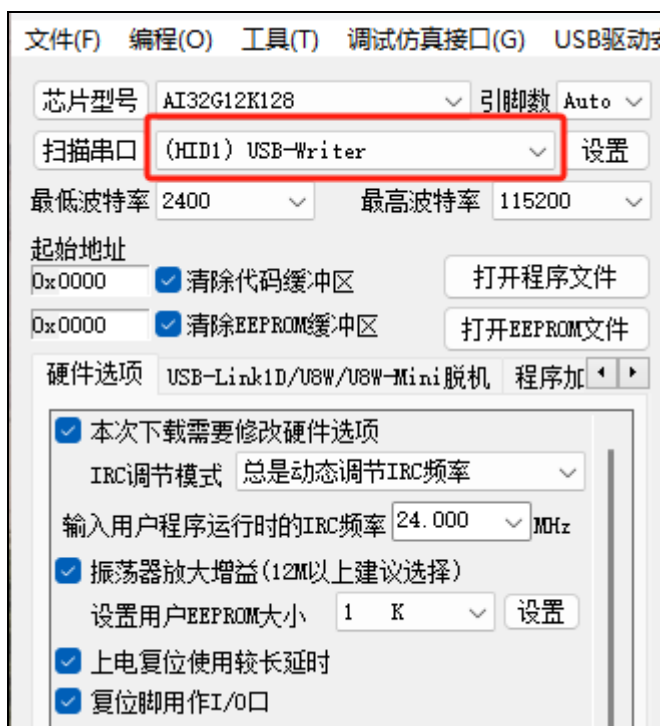 文件(F) 编程(O) 工具(T) 调试仿真接口(G) USB驱动
芯片型号 AI32G12K128 引脚数 Auto
扫描串口 (HID1) USB-Writer 设置
最低波特率 2400 最高波特率 115200
起始地址
0x0000 清除代码缓冲区 打开程序文件
0x0000 清除EEPROM缓冲区 打开EEPROM文件
硬件选项 USB-Link1D/U8W/U8W-Mini脱机 程序加
本次下载需要修改硬件选项
IRC调节模式 总是动态调节IRC频率
输入用户程序运行时的IRC频率 24.000 MHz
振荡器放大增益(12M以上建议选择)
设置用户EEPROM大小 1 K 设置
上电复位使用较长延时
复位脚用作I/O口